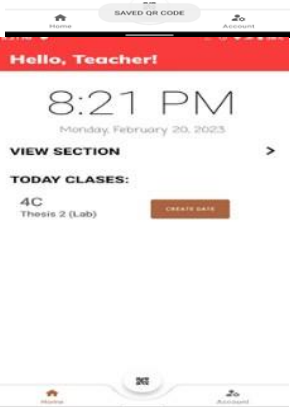 SAVED QR CODE
Home
Account
Hello, Teacher!
8:21 PM
Monday, February 20, 2023
VIEW SECTION >
TODAY CLASES:
4C
Thesis 2 (Lab)
CREATE DATE
Home
Account